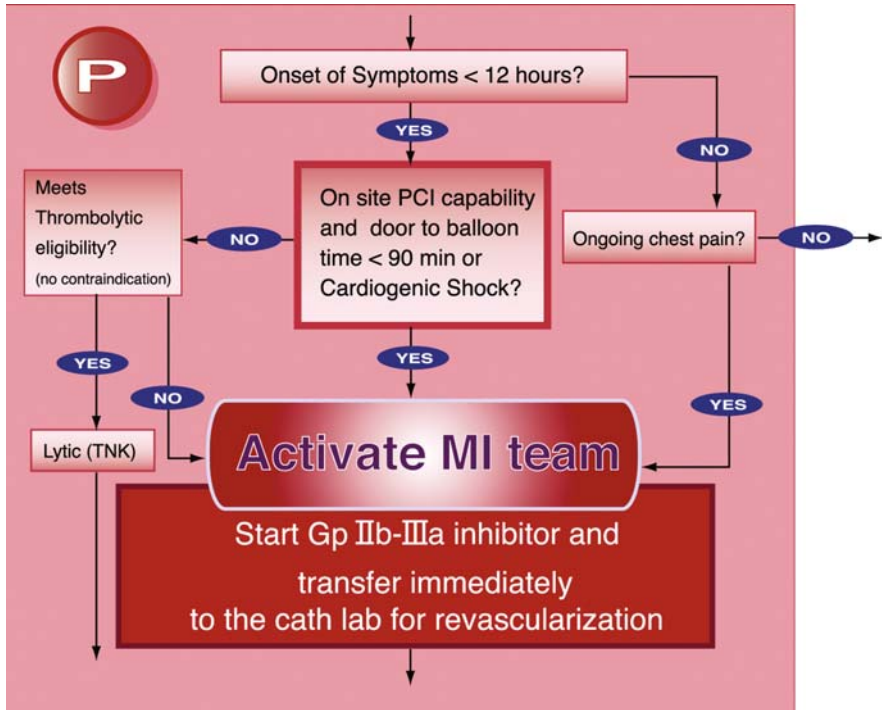 P
Onset of Symptoms < 12 hours?
YES
NO
Meets
Thrombolytic
eligibility?
(no contraindication)
NO
On site PCI capability
and door to balloon
time < 90 min or
Cardiogenic Shock?
Ongoing chest pain?
NO
YES
NO
YES
YES
Lytic (TNK)
Activate MI team
Start Gp IIb-IIIa inhibitor and
transfer immediately
to the cath lab for revascularization